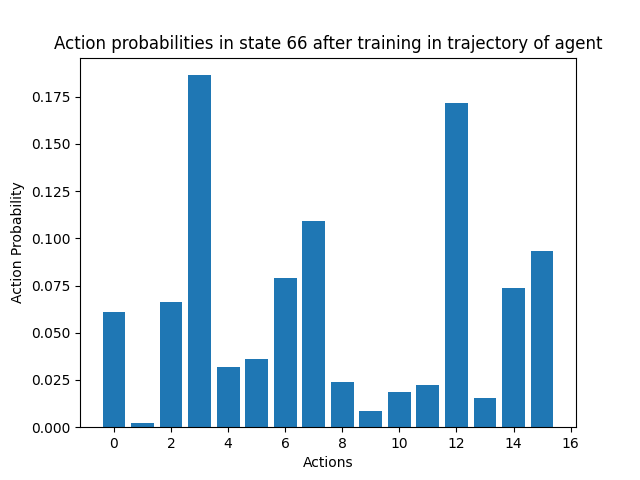 Action probabilities in state 66 after training in trajectory of agent
Action Probability
0.175
0.150
0.125
0.100
0.075
0.050
0.025
0.000
0 2 4 6 8 10 12 14 16
Actions